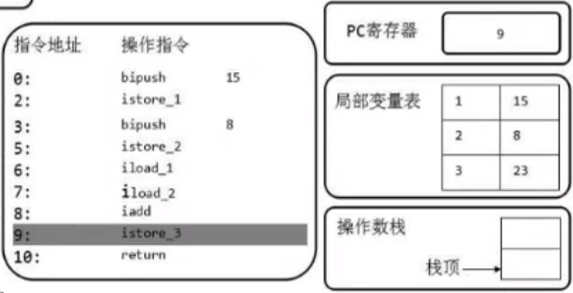 指令地址 操作指令
0: bipush 15
2: istore_1
3: bipush 8
5: istore_2
6: iload_1
7: iload_2
8: iadd
9: istore_3
10: return
PC寄存器 9
局部变量表
1 15
2 8
3 23
操作数栈
栈顶